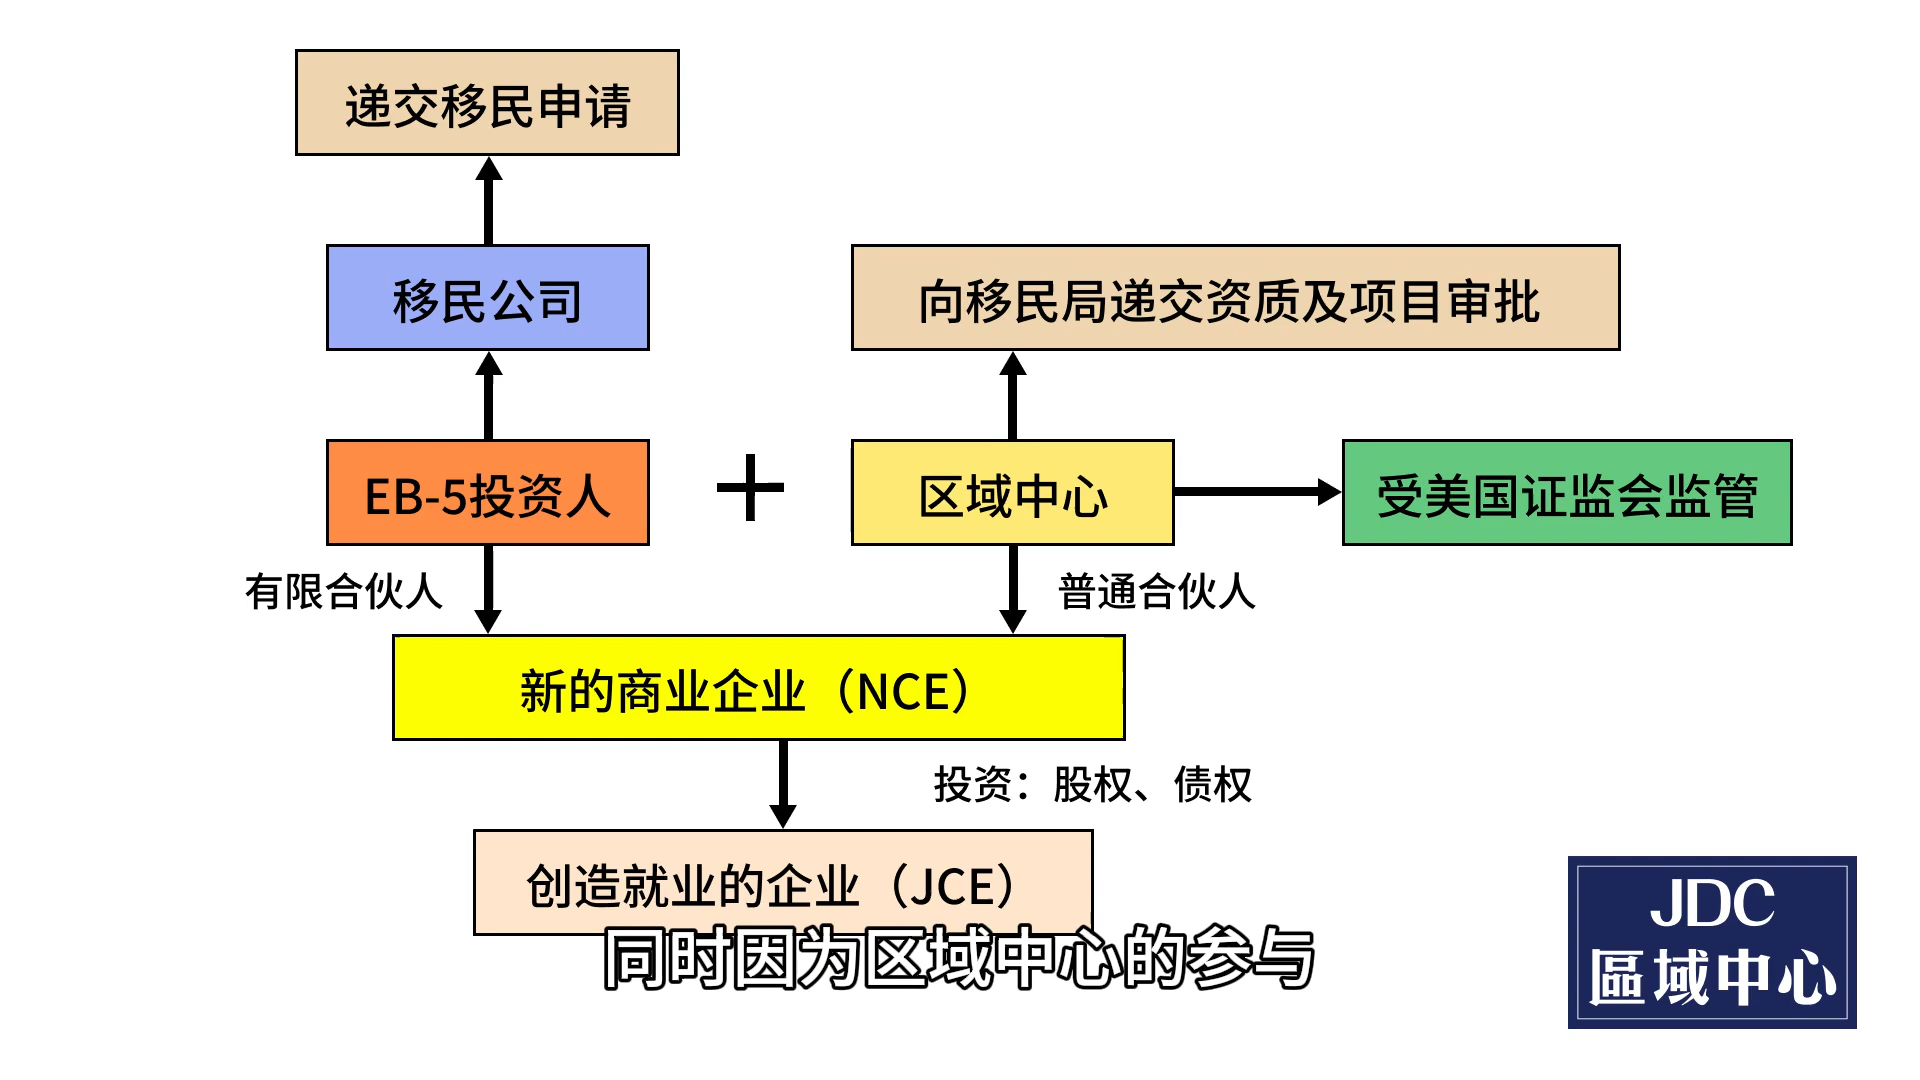 递交移民申请
移民公司
向移民局递交资质及项目审批
EB-5投资人
区域中心
受美国证监会监管
有限合伙人
普通合伙人
新的商业企业（NCE）
投资：股权、债权
创造就业的企业（JCE）
同时因为区域中心的参与
JDC
區域中心